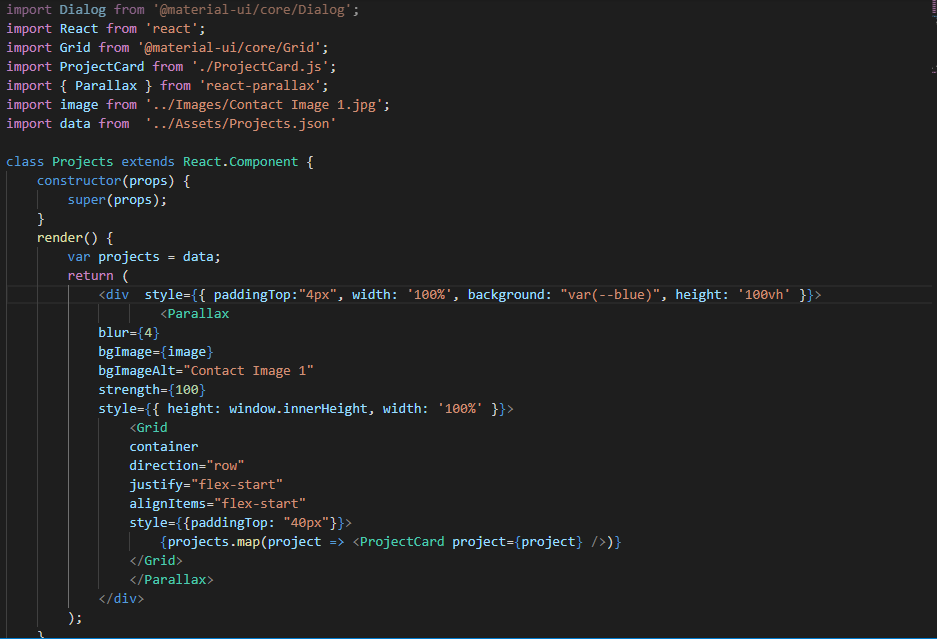 import Dialog from '@material-ui/core/Dialog';
import React from 'react';
import Grid from '@material-ui/core/Grid';
import ProjectCard from './ProjectCard.js';
import { Parallax } from 'react-parallax';
import image from '../Images/Contact Image 1.jpg';
import data from  '../Assets/Projects.json'

class Projects extends React.Component {
    constructor(props) {
        super(props);
    }
    render() {
        var projects = data;
        return (
            <div  style={{ paddingTop:"4px", width: '100%', background: "var(--blue)", height: '100vh' }}>
                    <Parallax
            blur={4}
            bgImage={image}
            bgImageAlt="Contact Image 1"
            strength={100}
            style={{ height: window.innerHeight, width: '100%' }}>
                <Grid
                container
                direction="row"
                justify="flex-start"
                alignItems="flex-start"
                style={{paddingTop: "40px"}}>
                    {projects.map(project => <ProjectCard project={project} />)}
                </Grid>
                </Parallax>
            </div>
        );
    }